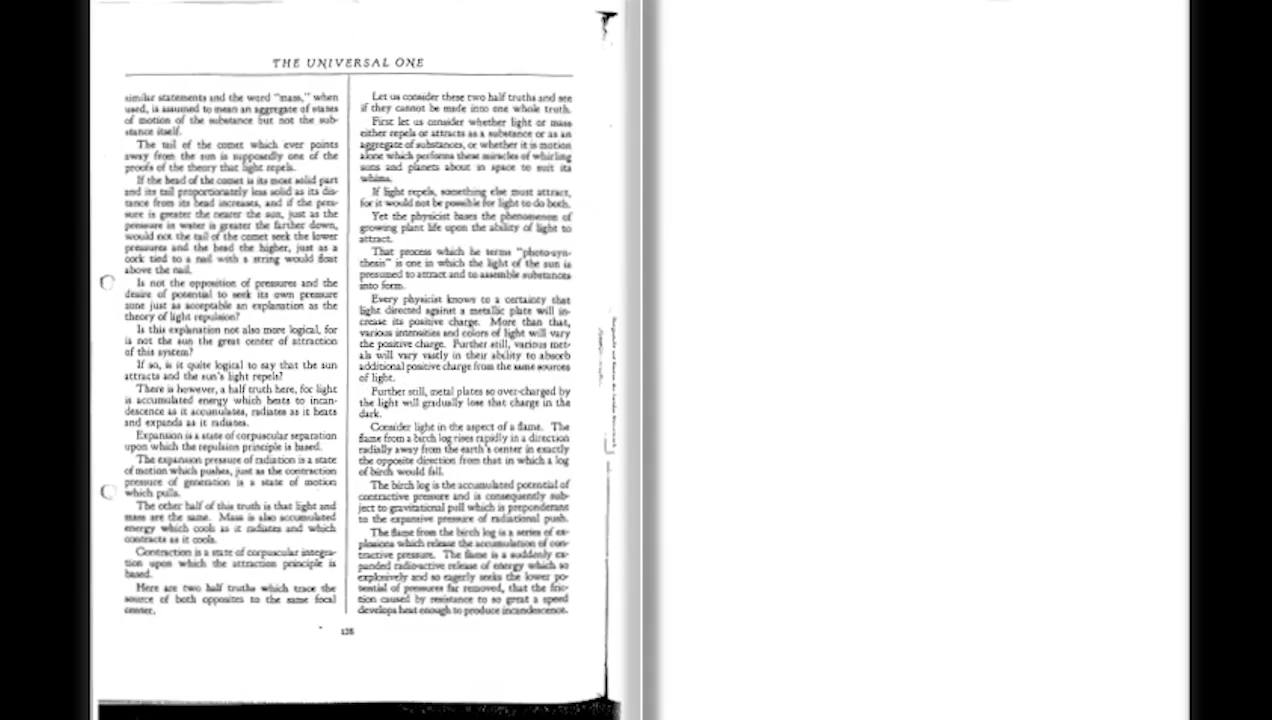 THE UNIVERSAL ONE
similar statements and the word "mass," when
used, is assumed to mean an aggregate of states
of motion of the substance but not the sub-
stance itself.
The tail of the comet which ever points
away from the sun is supposedly one of the
proofs of the theory that light repels.
If the head of the comet is its most solid part
and its tail proportionately less solid as its dis-
tance from its head increases, and if the pres-
sure is greater the nearer the sun, just as the
pressure in water is greater the farther down,
would not the tail of the comet seek the lower
pressures and the head the higher, just as a
cork tied to a nail with a string would float
above the nail.
Is not the opposition of pressures and the
desire of potential to seek its own pressure
zone just as acceptable an explanation as the
theory of light repulsion?
Is this explanation not also more logical, for
is not the sun the great center of attraction
of this system?
If so, is it quite logical to say that the sun
attracts and the sun's light repels?
There is however, a half truth here, for light
is accumulated energy which heats to incan-
descence as it accumulates, radiates as it heats
and expands as it radiates.
Expansion is a state of corpuscular separation
upon which the repulsion principle is based.
The expansion pressure of radiation is a state
of motion which pushes, just as the contraction
pressure of generation is a state of motion
which pulls.
The other half of this truth is that light and
mass are the same. Mass is also accumulated
energy which cools as it radiates and which
contracts as it cools.
Contraction is a state of corpuscular integra-
tion upon which the attraction principle is
based.
Here are two half truths which trace the
source of both opposites to the same focal
center.
Let us consider these two half truths and see
if they cannot be made into one whole truth.
First let us consider whether light or mass
either repels or attracts as a substance or as an
aggregate of substances, or whether it is motion
alone which performs these miracles of whirling
suns and planets about in space to suit its
whims.
If light repels, something else must attract,
for it would not be possible for light to do both.
Yet the physicist bases the phenomenon of
growing plant life upon the ability of light to
attract.
That process which he terms "photo-syn-
thesis" is one in which the light of the sun is
presumed to attract and to assemble substances
into form.
Every physicist knows to a certainty that
light directed against a metallic plate will in-
crease its positive charge. More than that,
various intensities and colors of light will vary
the positive charge. Further still, various met-
als will vary vastly in their ability to absorb
additional positive charge from the same sources
of light.
Further still, metal plates so over-charged by
the light will gradually lose that charge in the
dark.
Consider light in the aspect of a flame. The
flame from a birch log rises rapidly in a direction
radially away from the earth's center in exactly
the opposite direction from that in which a log
of birch would fall.
The birch log is the accumulated potential of
contractive pressure and is consequently sub-
ject to gravitational pull which is preponderant
to the expansive pressure of radiational push.
The flame from the birch log is a series of ex-
plosions which release the accumulation of con-
tractive pressure. The flame is a suddenly ex-
panded radio-active release of energy which so
explosively and so eagerly seeks the lower po-
tential of pressures far removed, that the fric-
tion caused by resistance to so great a speed
develops heat enough to produce incandescence.